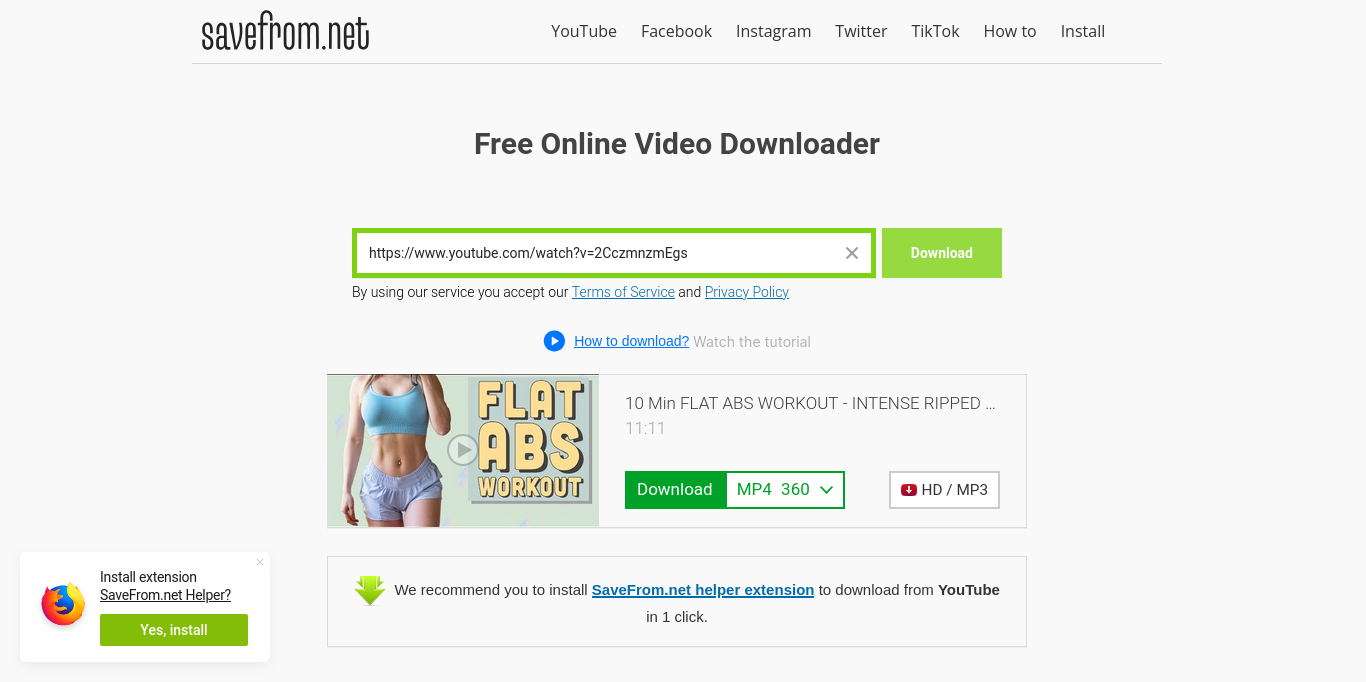 savefrom.net
YouTube Facebook Instagram Twitter TikTok How to Install
Free Online Video Downloader
https://www.youtube.com/watch?v=2CczmnzmEgs Download
By using our service you accept our Terms of Service and Privacy Policy
How to download? Watch the tutorial
FLAT
ABS
WORKOUT
10 Min FLAT ABS WORKOUT - INTENSE RIPPED ...
11:11
Download MP4 360 HD / MP3
We recommend you to install SaveFrom.net helper extension to download from YouTube
in 1 click.
Install extension
SaveFrom.net Helper?
Yes, install